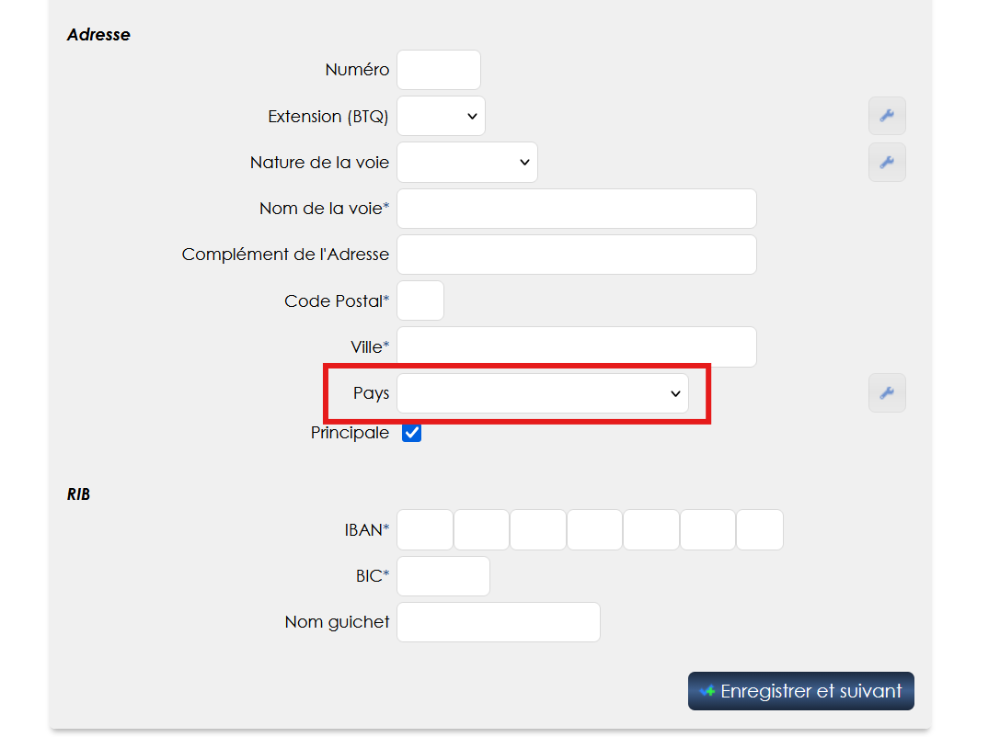 Adresse
Numéro
Extension (BTQ)
Nature de la voie
Nom de la voie*
Complément de l'Adresse
Code Postal*
Ville*
Pays
Principale
RIB
IBAN*
BIC*
Nom guichet
Enregistrer et suivant